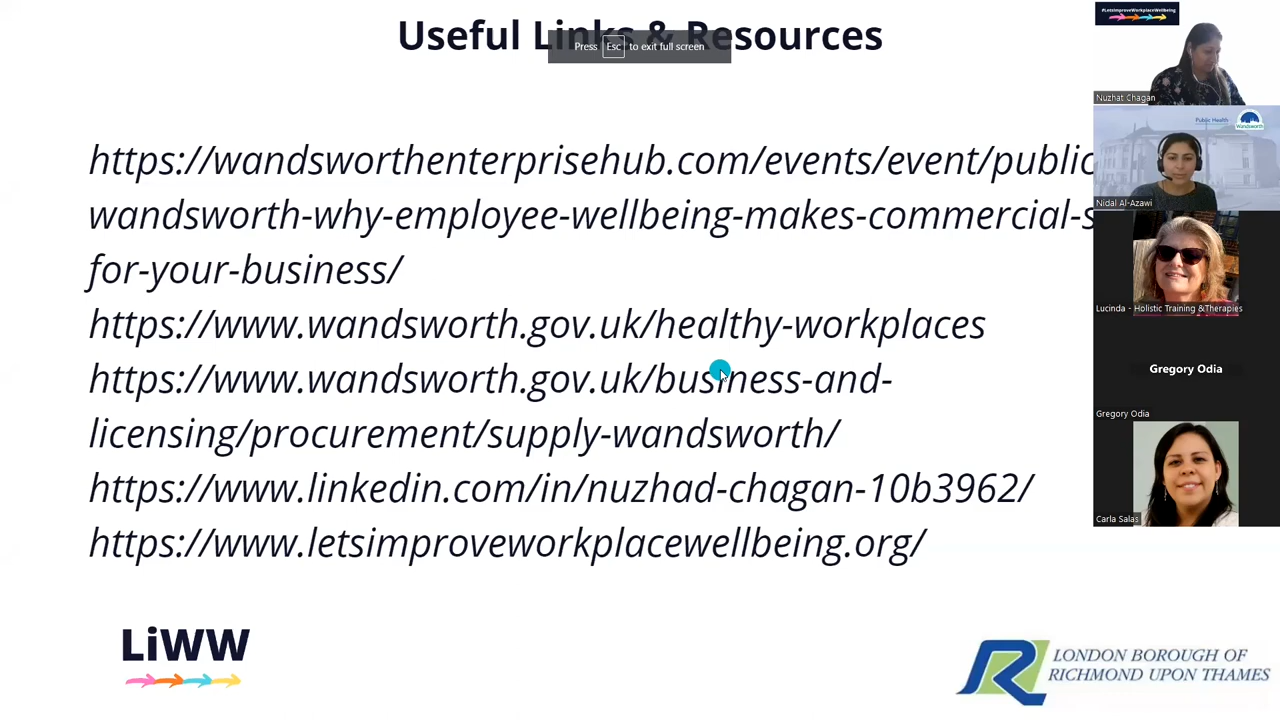 Useful Links & Resources
Press Esc to exit full screen
https://wandsworthenterprisehub.com/events/event/public
wandsworth-why-employee-wellbeing-makes-commercial-s
for-your-business/
https://www.wandsworth.gov.uk/healthy-workplaces
https://www.wandsworth.gov.uk/business-and-
licensing/procurement/supply-wandsworth/
https://www.linkedin.com/in/nuzhad-chagan-10b3962/
https://www.letsimproveworkplacewellbeing.org/
LiWW
LONDON BOROUGH OF
RICHMOND UPON THAMES
#LetsImproveWorkplaceWellbeing
Nuzhat Chagan
Public Health
Wandsworth
Nidal Al-Azawi
Lucinda - Holistic Training &Therapies
Gregory Odia
Gregory Odia
Carla Salas